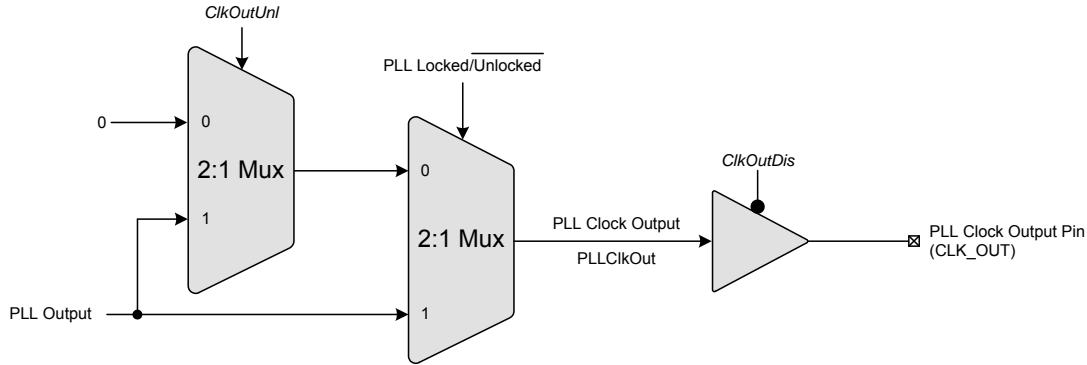 ClkOutUnl
PLL Locked/Unlocked
0
0
2:1 Mux
0
ClkOutDis
1
2:1 Mux
PLL Clock Output
PLLClkOut
PLL Clock Output Pin
(CLK_OUT)
PLL Output
1